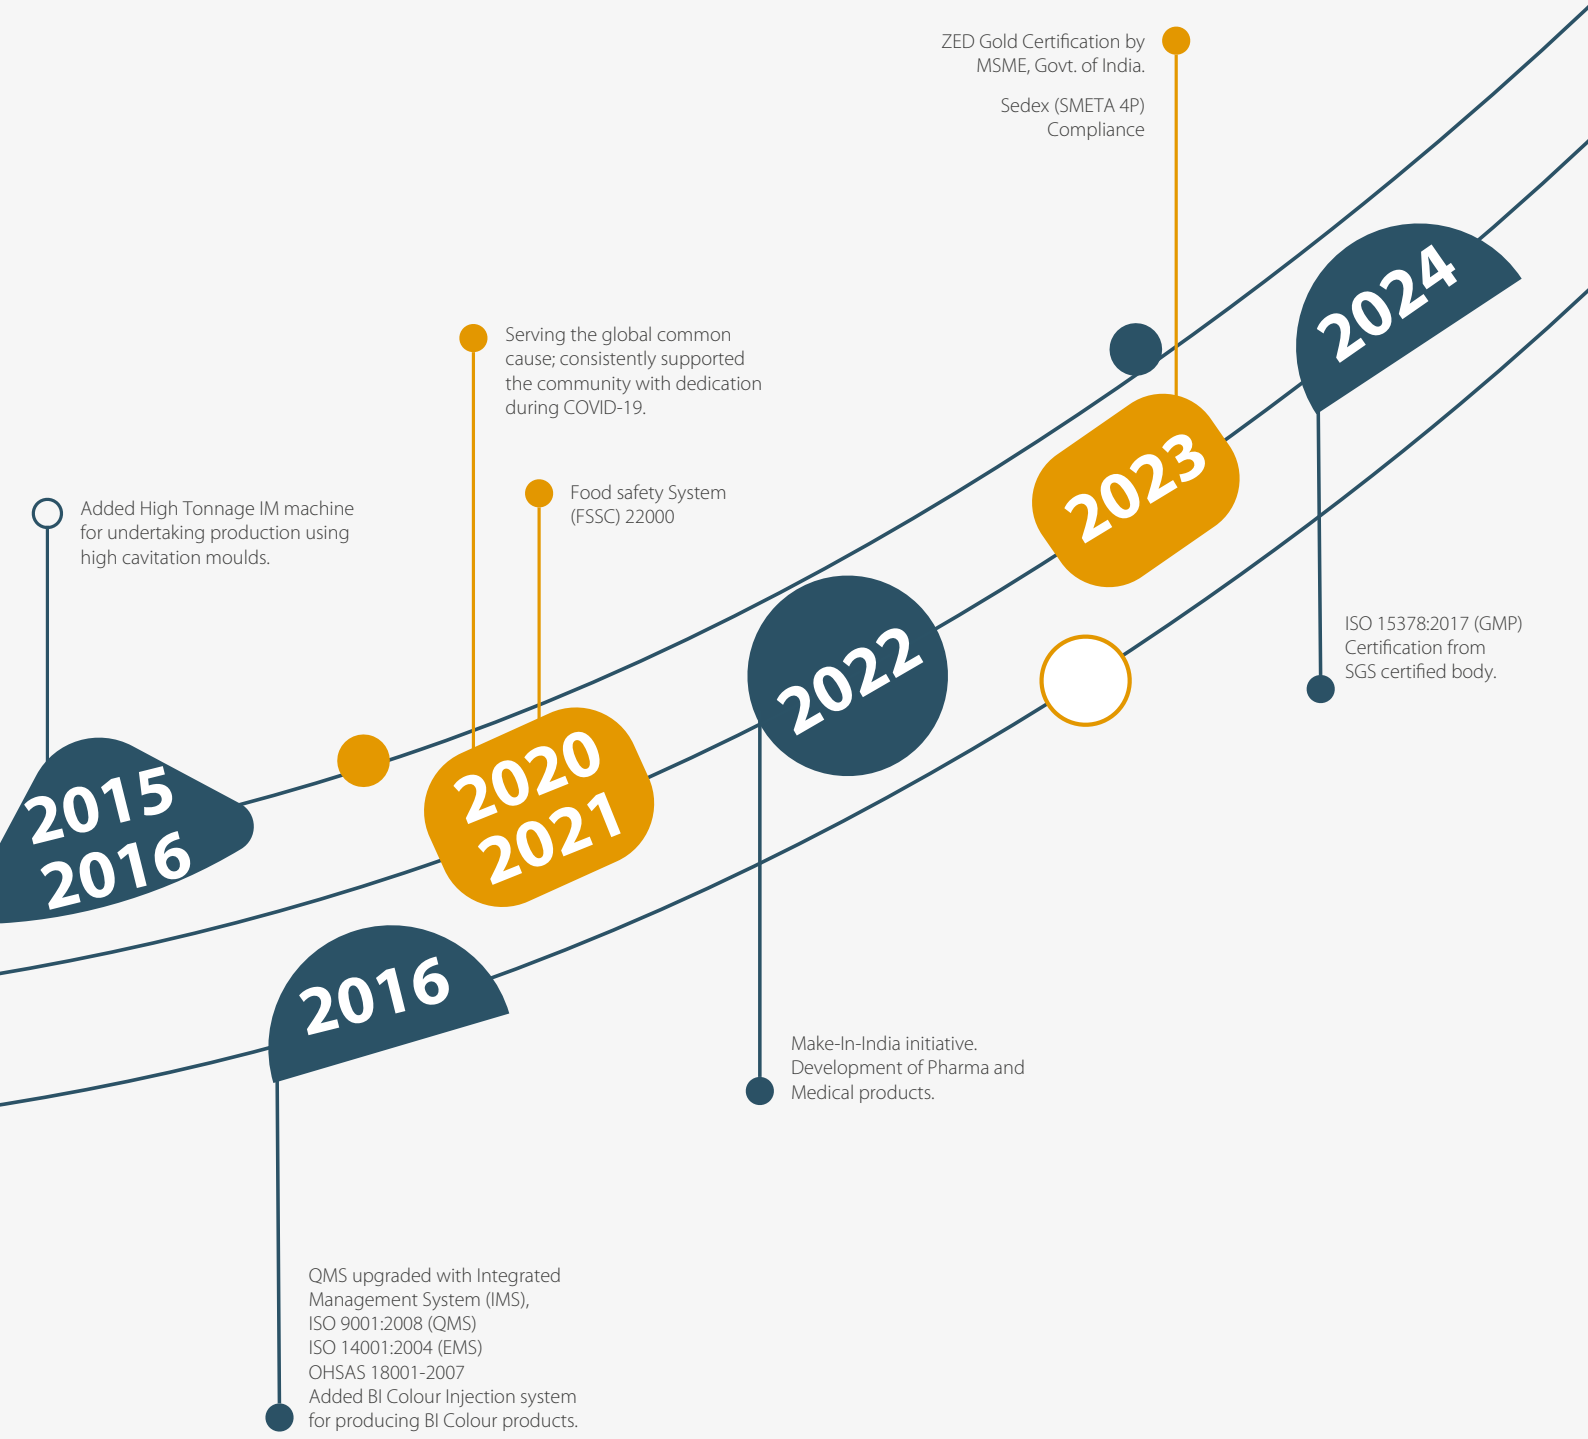 ZED Gold Certification by
MSME, Govt. of India.
Sedex (SMETA 4P)
Compliance
2024
Serving the global common
cause; consistently supported
the community with dedication
during COVID-19.
2023
Food safety System
(FSSC) 22000
Added High Tonnage IM machine
for undertaking production using
high cavitation moulds.
2022
ISO 15378:2017 (GMP)
Certification from
SGS certified body.
2015
2016
2020
2021
2016
Make-In-India initiative.
Development of Pharma and
Medical products.
QMS upgraded with Integrated
Management System (IMS),
ISO 9001:2008 (QMS)
ISO 14001:2004 (EMS)
OHSAS 18001-2007
Added BI Colour Injection system
for producing BI Colour products.